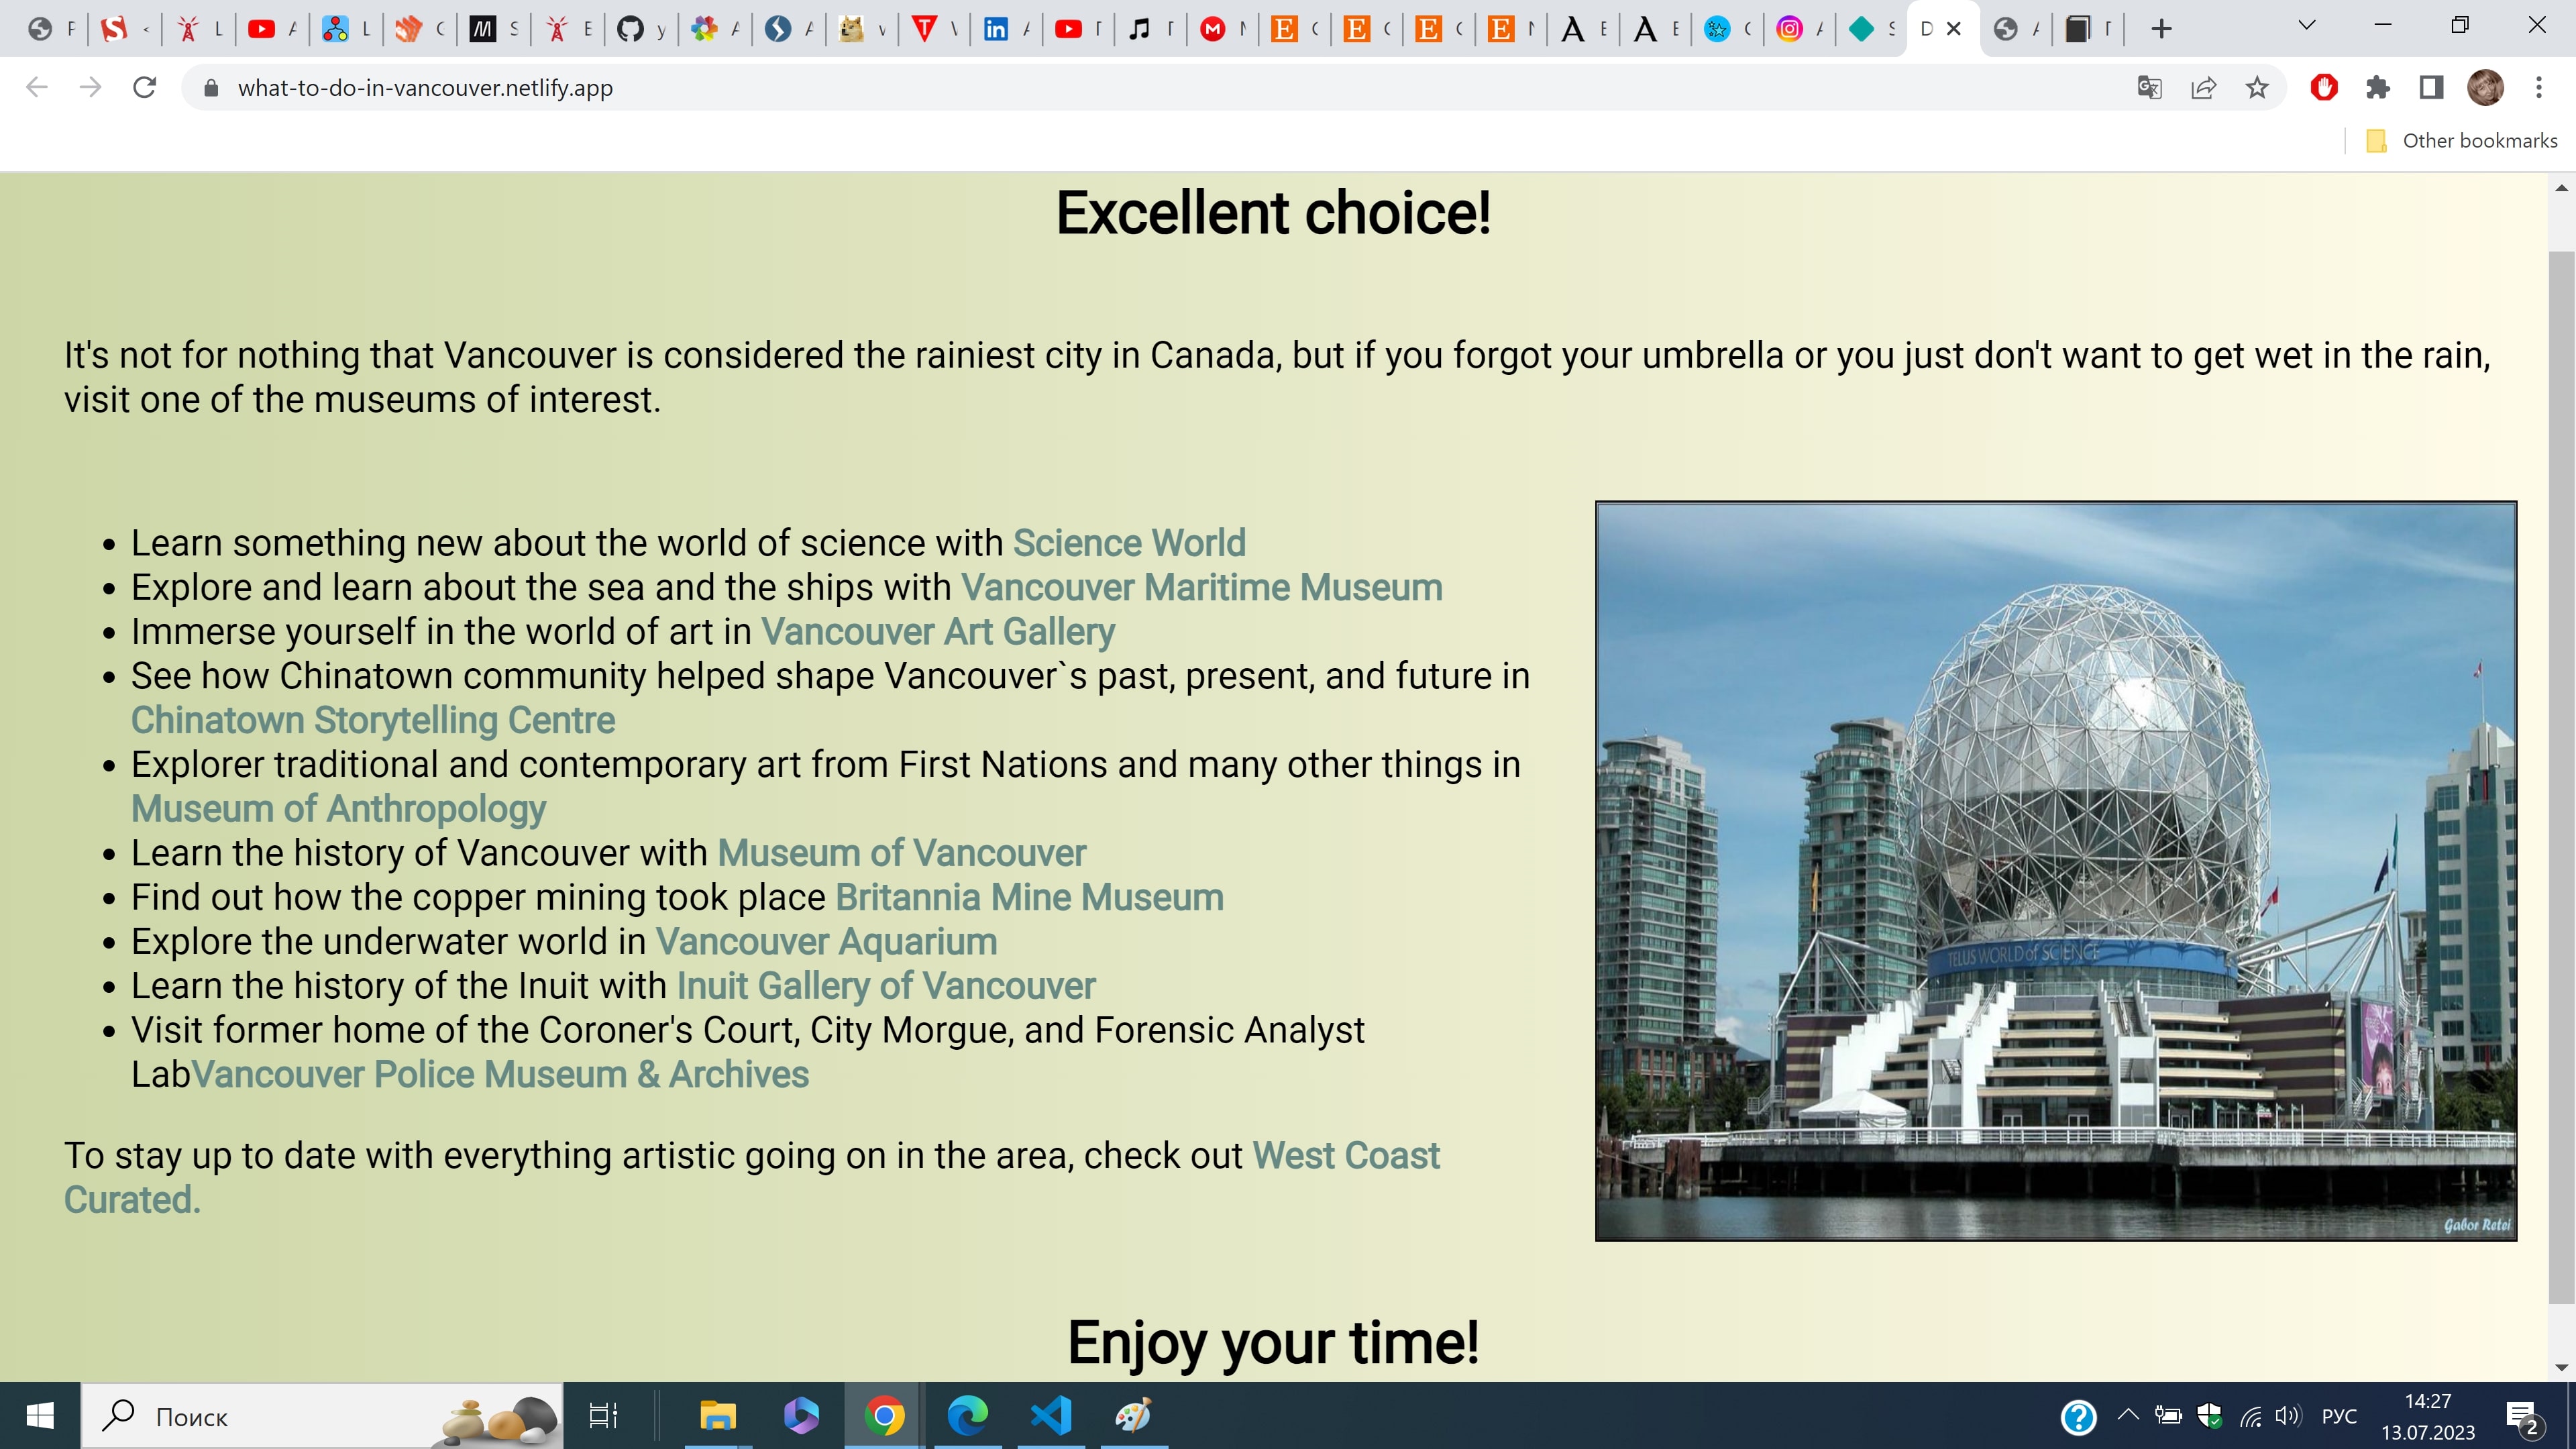 what-to-do-in-vancouver.netlify.app
Other bookmarks
Excellent choice!
It's not for nothing that Vancouver is considered the rainiest city in Canada, but if you forgot your umbrella or you just don't want to get wet in the rain,
visit one of the museums of interest.
Learn something new about the world of science with Science World
Explore and learn about the sea and the ships with Vancouver Maritime Museum
Immerse yourself in the world of art in Vancouver Art Gallery
See how Chinatown community helped shape Vancouver`s past, present, and future in
Chinatown Storytelling Centre
Explorer traditional and contemporary art from First Nations and many other things in
Museum of Anthropology
Learn the history of Vancouver with Museum of Vancouver
Find out how the copper mining took place Britannia Mine Museum
Explore the underwater world in Vancouver Aquarium
Learn the history of the Inuit with Inuit Gallery of Vancouver
Visit former home of the Coroner's Court, City Morgue, and Forensic Analyst
LabVancouver Police Museum & Archives
To stay up to date with everything artistic going on in the area, check out West Coast
Curated.
TELUS WORLD of SCIENCE
Gabor Retei
Enjoy your time!
Поиск
РУС
14:27
13.07.2023
2